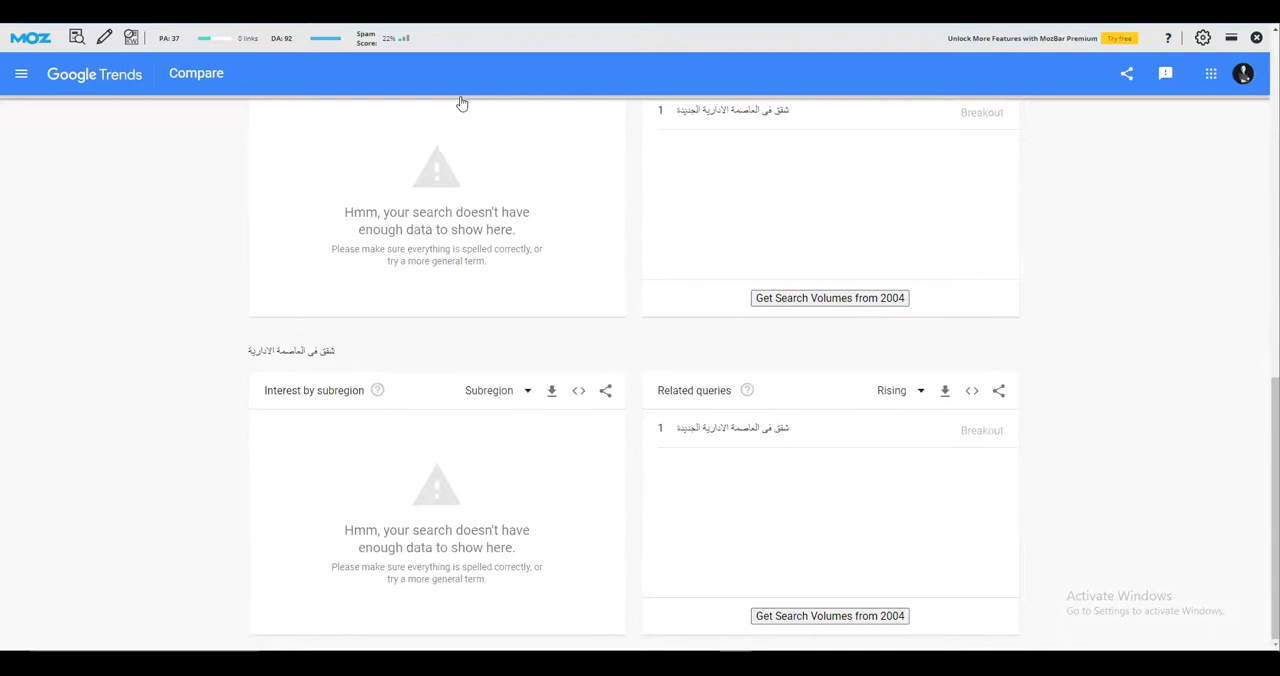 MOZ
PA: 37
0 links
DA: 92
Spam
Score:
22%
Unlock More Features with MozBar Premium
Try free
?
Google Trends
Compare
Hmm, your search doesn't have
enough data to show here.
Please make sure everything is spelled correctly, or
try a more general term.
1 شقق فى العاصمة الادارية الجديدة
Breakout
Get Search Volumes from 2004
شقق فى العاصمة الادارية
Interest by subregion ?
Subregion
Related queries ?
Rising
Hmm, your search doesn't have
enough data to show here.
Please make sure everything is spelled correctly, or
try a more general term.
1 شقق فى العاصمة الادارية الجديدة
Breakout
Get Search Volumes from 2004
Activate Windows
Go to Settings to activate Windows.